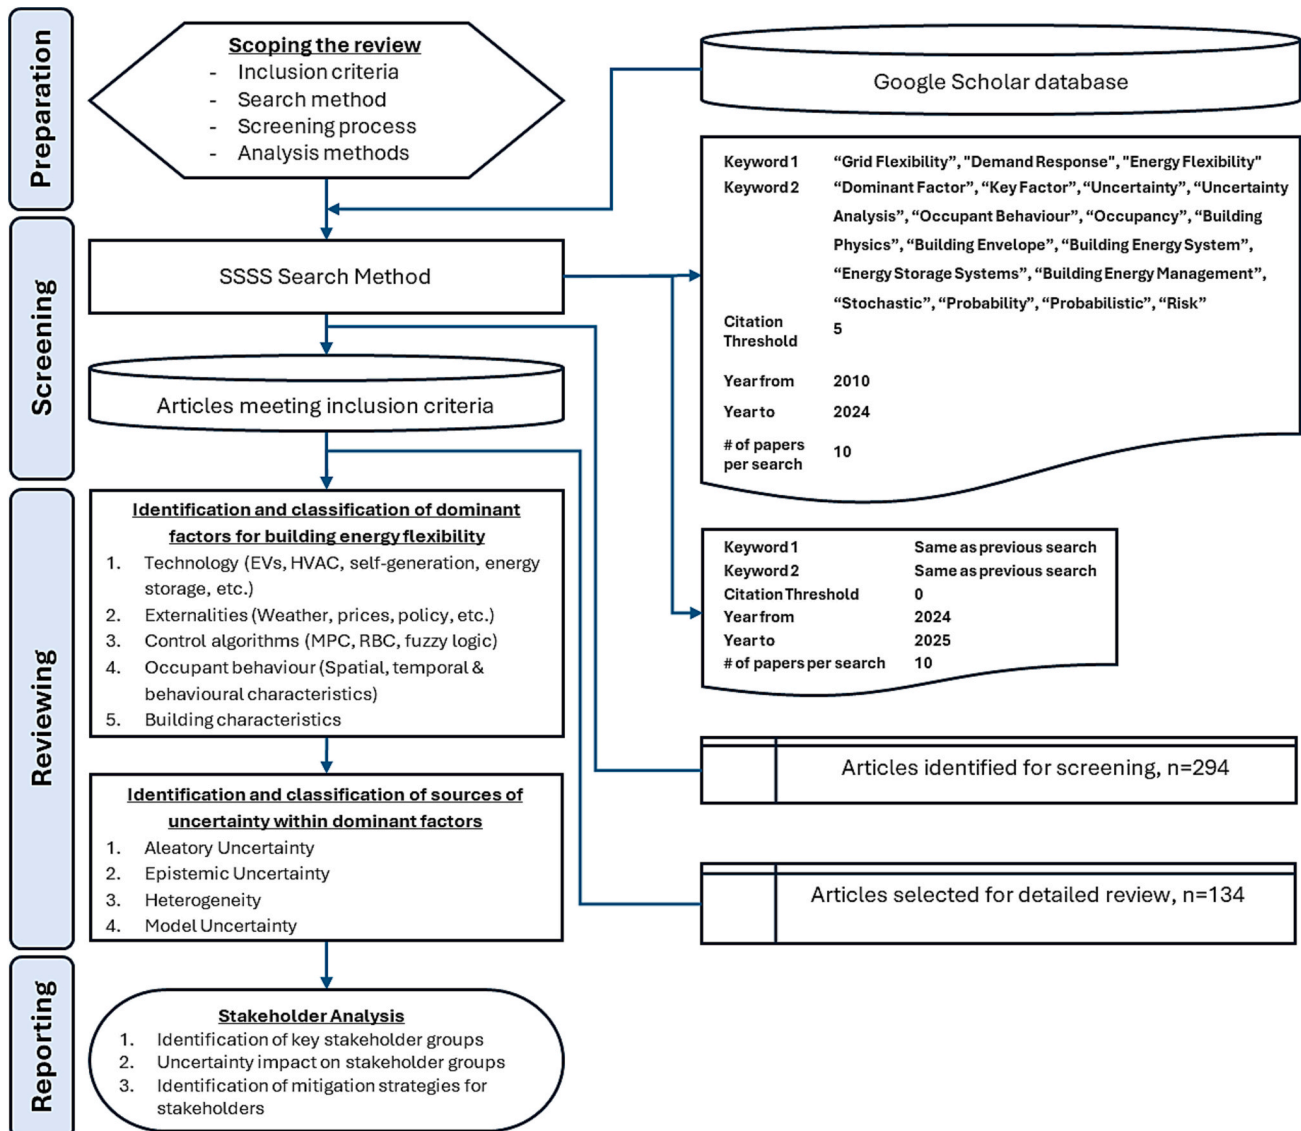 Preparation
Scoping the review
- Inclusion criteria
- Search method
- Screening process
- Analysis methods
Google Scholar database
Keyword 1 “Grid Flexibility”, "Demand Response", "Energy Flexibility"
Keyword 2 “Dominant Factor”, “Key Factor”, “Uncertainty”, “Uncertainty
Analysis”, “Occupant Behaviour”, “Occupancy”, “Building
Physics”, “Building Envelope”, “Building Energy System”,
“Energy Storage Systems”, “Building Energy Management”,
“Stochastic”, “Probability”, “Probabilistic”, “Risk”
Citation
Threshold 5
Year from 2010
Year to 2024
# of papers
per search 10
Screening
SSSS Search Method
Articles meeting inclusion criteria
Keyword 1 Same as previous search
Keyword 2 Same as previous search
Citation Threshold 0
Year from 2024
Year to 2025
# of papers per search 10
Reviewing
Identification and classification of dominant
factors for building energy flexibility
1. Technology (EVs, HVAC, self-generation, energy
storage, etc.)
2. Externalities (Weather, prices, policy, etc.)
3. Control algorithms (MPC, RBC, fuzzy logic)
4. Occupant behaviour (Spatial, temporal &
behavioural characteristics)
5. Building characteristics
Articles identified for screening, n=294
Identification and classification of sources of
uncertainty within dominant factors
1. Aleatory Uncertainty
2. Epistemic Uncertainty
3. Heterogeneity
4. Model Uncertainty
Articles selected for detailed review, n=134
Reporting
Stakeholder Analysis
1. Identification of key stakeholder groups
2. Uncertainty impact on stakeholder groups
3. Identification of mitigation strategies for
stakeholders